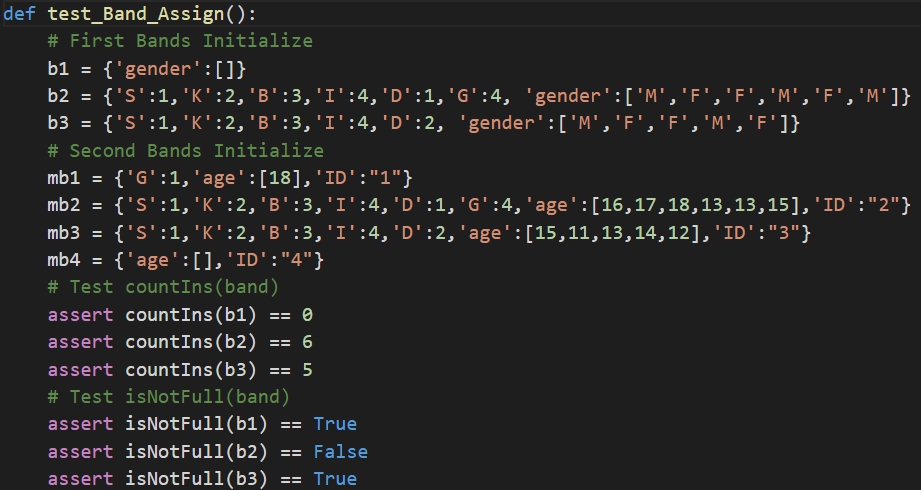 def test_Band_Assign():
    # First Bands Initialize
    b1 = {'gender':[]}
    b2 = {'S':1,'K':2,'B':3,'I':4,'D':1,'G':4, 'gender':['M','F','F','M','F','M']}
    b3 = {'S':1,'K':2,'B':3,'I':4,'D':2, 'gender':['M','F','F','M','F']}
    # Second Bands Initialize
    mb1 = {'G':1,'age':[18],'ID':"1"}
    mb2 = {'S':1,'K':2,'B':3,'I':4,'D':1,'G':4,'age':[16,17,18,13,13,15],'ID':"2"}
    mb3 = {'S':1,'K':2,'B':3,'I':4,'D':2,'age':[15,11,13,14,12],'ID':"3"}
    mb4 = {'age':[],'ID':"4"}
    # Test countIns(band)
    assert countIns(b1) == 0
    assert countIns(b2) == 6
    assert countIns(b3) == 5
    # Test isNotFull(band)
    assert isNotFull(b1) == True
    assert isNotFull(b2) == False
    assert isNotFull(b3) == True